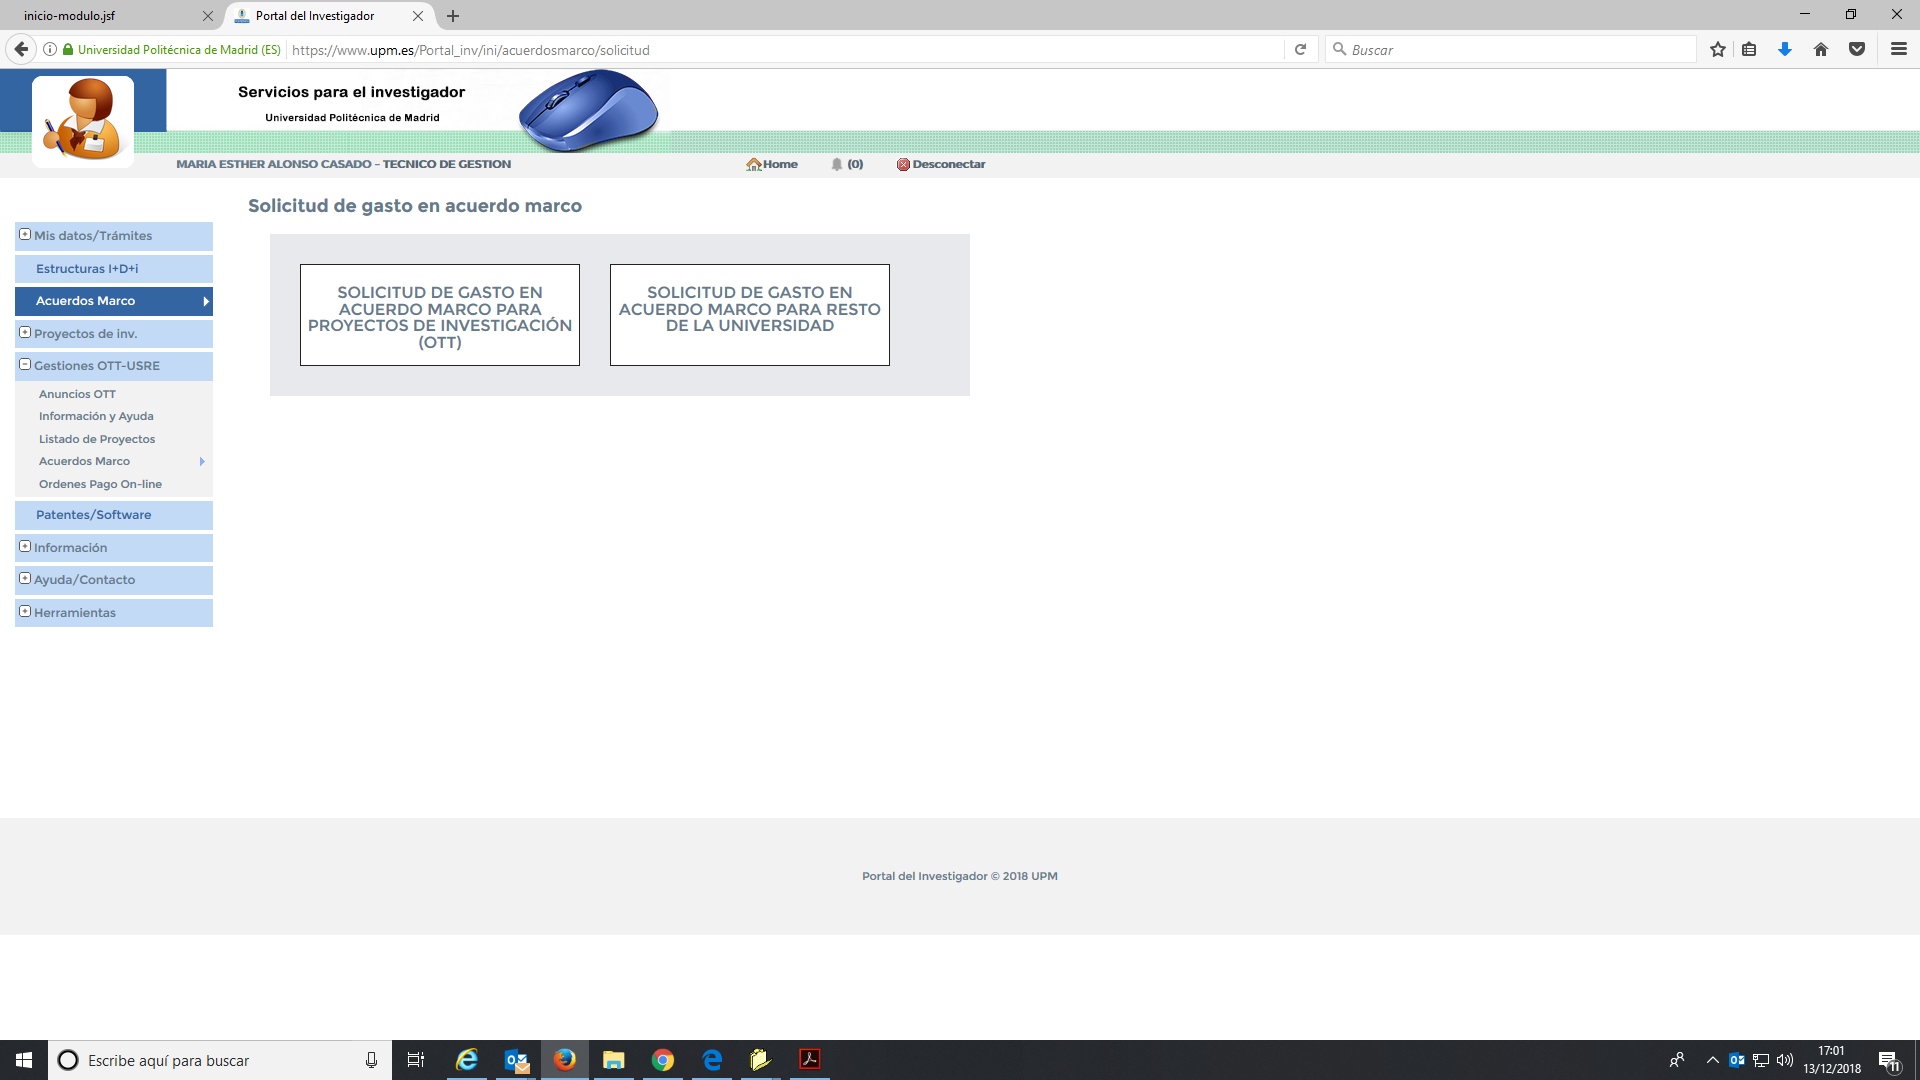 inicio-modulo.jsf
Portal del Investigador
Universidad Politécnica de Madrid (ES)
https://www.upm.es/Portal_inv/ini/acuerdosmarco/solicitud
Buscar
Servicios para el investigador
Universidad Politécnica de Madrid
MARIA ESTHER ALONSO CASADO - TECNICO DE GESTION
Home
(0)
Desconectar
Solicitud de gasto en acuerdo marco
Mis datos/Trámites
Estructuras I+D+i
Acuerdos Marco
Proyectos de inv.
Gestiones OTT-USRE
Anuncios OTT
Información y Ayuda
Listado de Proyectos
Acuerdos Marco
Ordenes Pago On-line
Patentes/Software
Información
Ayuda/Contacto
Herramientas
SOLICITUD DE GASTO EN
ACUERDO MARCO PARA
PROYECTOS DE INVESTIGACIÓN
(OTT)
SOLICITUD DE GASTO EN
ACUERDO MARCO PARA RESTO
DE LA UNIVERSIDAD
Portal del Investigador © 2018 UPM
Escribe aquí para buscar
17:01
13/12/2018
11